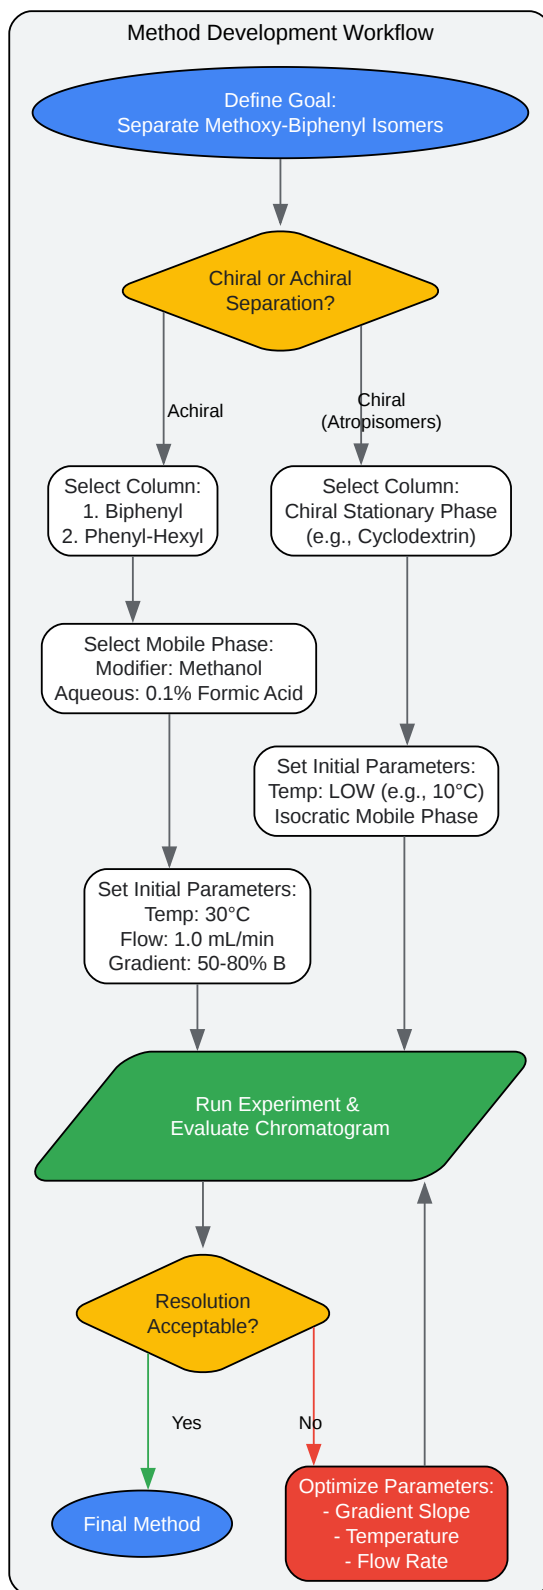 Method Development Workflow
Define Goal:
Separate Methoxy-Biphenyl Isomers
Chiral or Achiral
Separation?
Achiral
Chiral
(Atropisomers)
Select Column:
1. Biphenyl
2. Phenyl-Hexyl
Select Column:
Chiral Stationary Phase
(e.g., Cyclodextrin)
Select Mobile Phase:
Modifier: Methanol
Aqueous: 0.1% Formic Acid
Set Initial Parameters:
Temp: LOW (e.g., 10°C)
Isocratic Mobile Phase
Set Initial Parameters:
Temp: 30°C
Flow: 1.0 mL/min
Gradient: 50-80% B
Run Experiment &
Evaluate Chromatogram
Resolution
Acceptable?
Yes
No
Final Method
Optimize Parameters:
- Gradient Slope
- Temperature
- Flow Rate